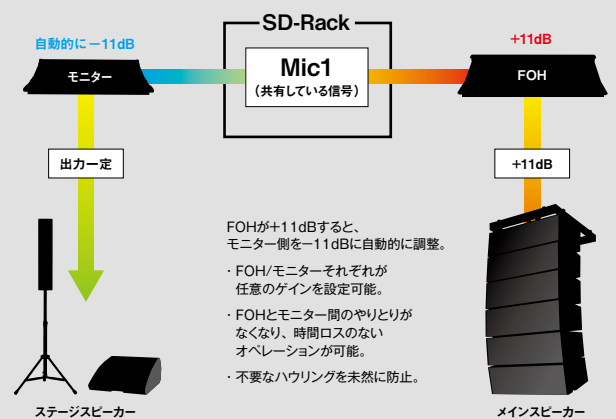 SD-Rack
自動的に－11dB
+11dB
モニター
Mic1
（共有している信号）
FOH
出力一定
+11dB
FOHが+11dBすると、
モニター側を－11dBに自動的に調整。
・FOH/モニターそれぞれが
任意のゲインを設定可能。
・FOHとモニター間のやりとりが
なくなり、時間ロスのない
オペレーションが可能。
・不要なハウリングを未然に防止。
ステージスピーカー
メインスピーカー